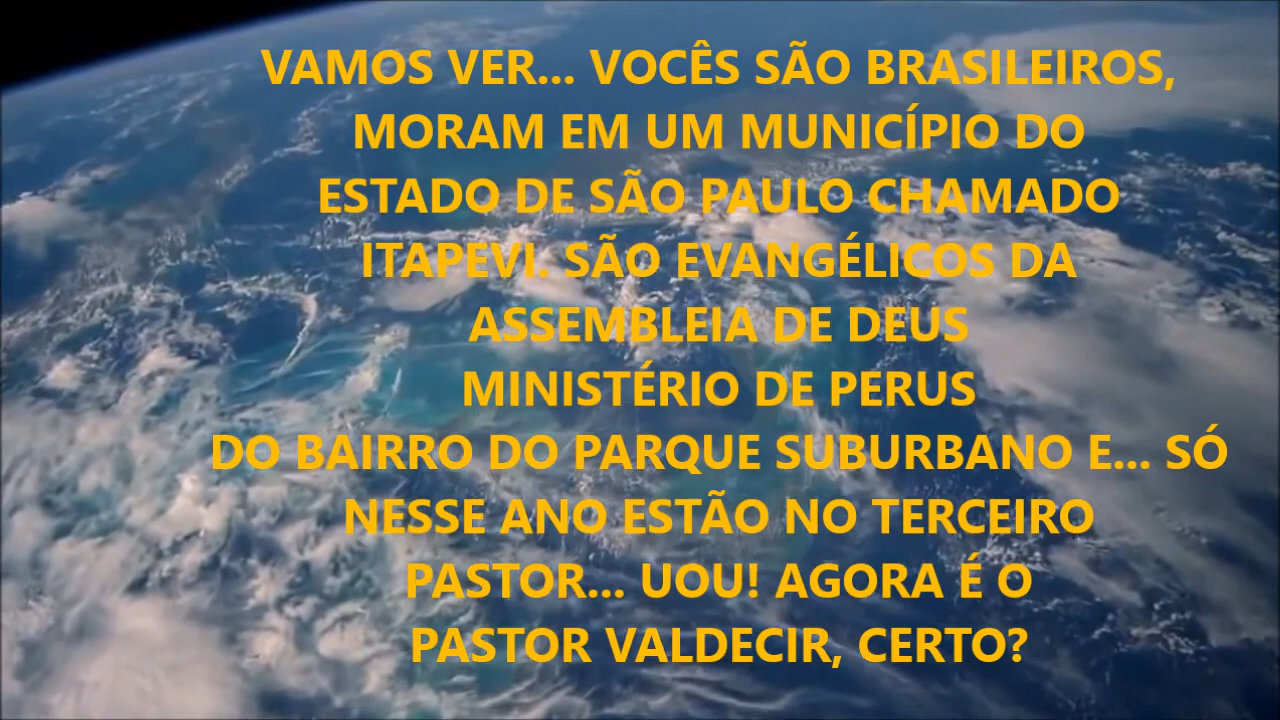 VAMOS VER... VOCÊS SÃO BRASILEIROS,
MORAM EM UM MUNICÍPIO DO
ESTADO DE SÃO PAULO CHAMADO
ITAPEVI. SÃO EVANGÉLICOS DA
ASSEMBLEIA DE DEUS
MINISTÉRIO DE PERUS
DO BAIRRO DO PARQUE SUBURBANO E... SÓ
NESSE ANO ESTÃO NO TERCEIRO
PASTOR... UOU! AGORA É O
PASTOR VALDECIR, CERTO?